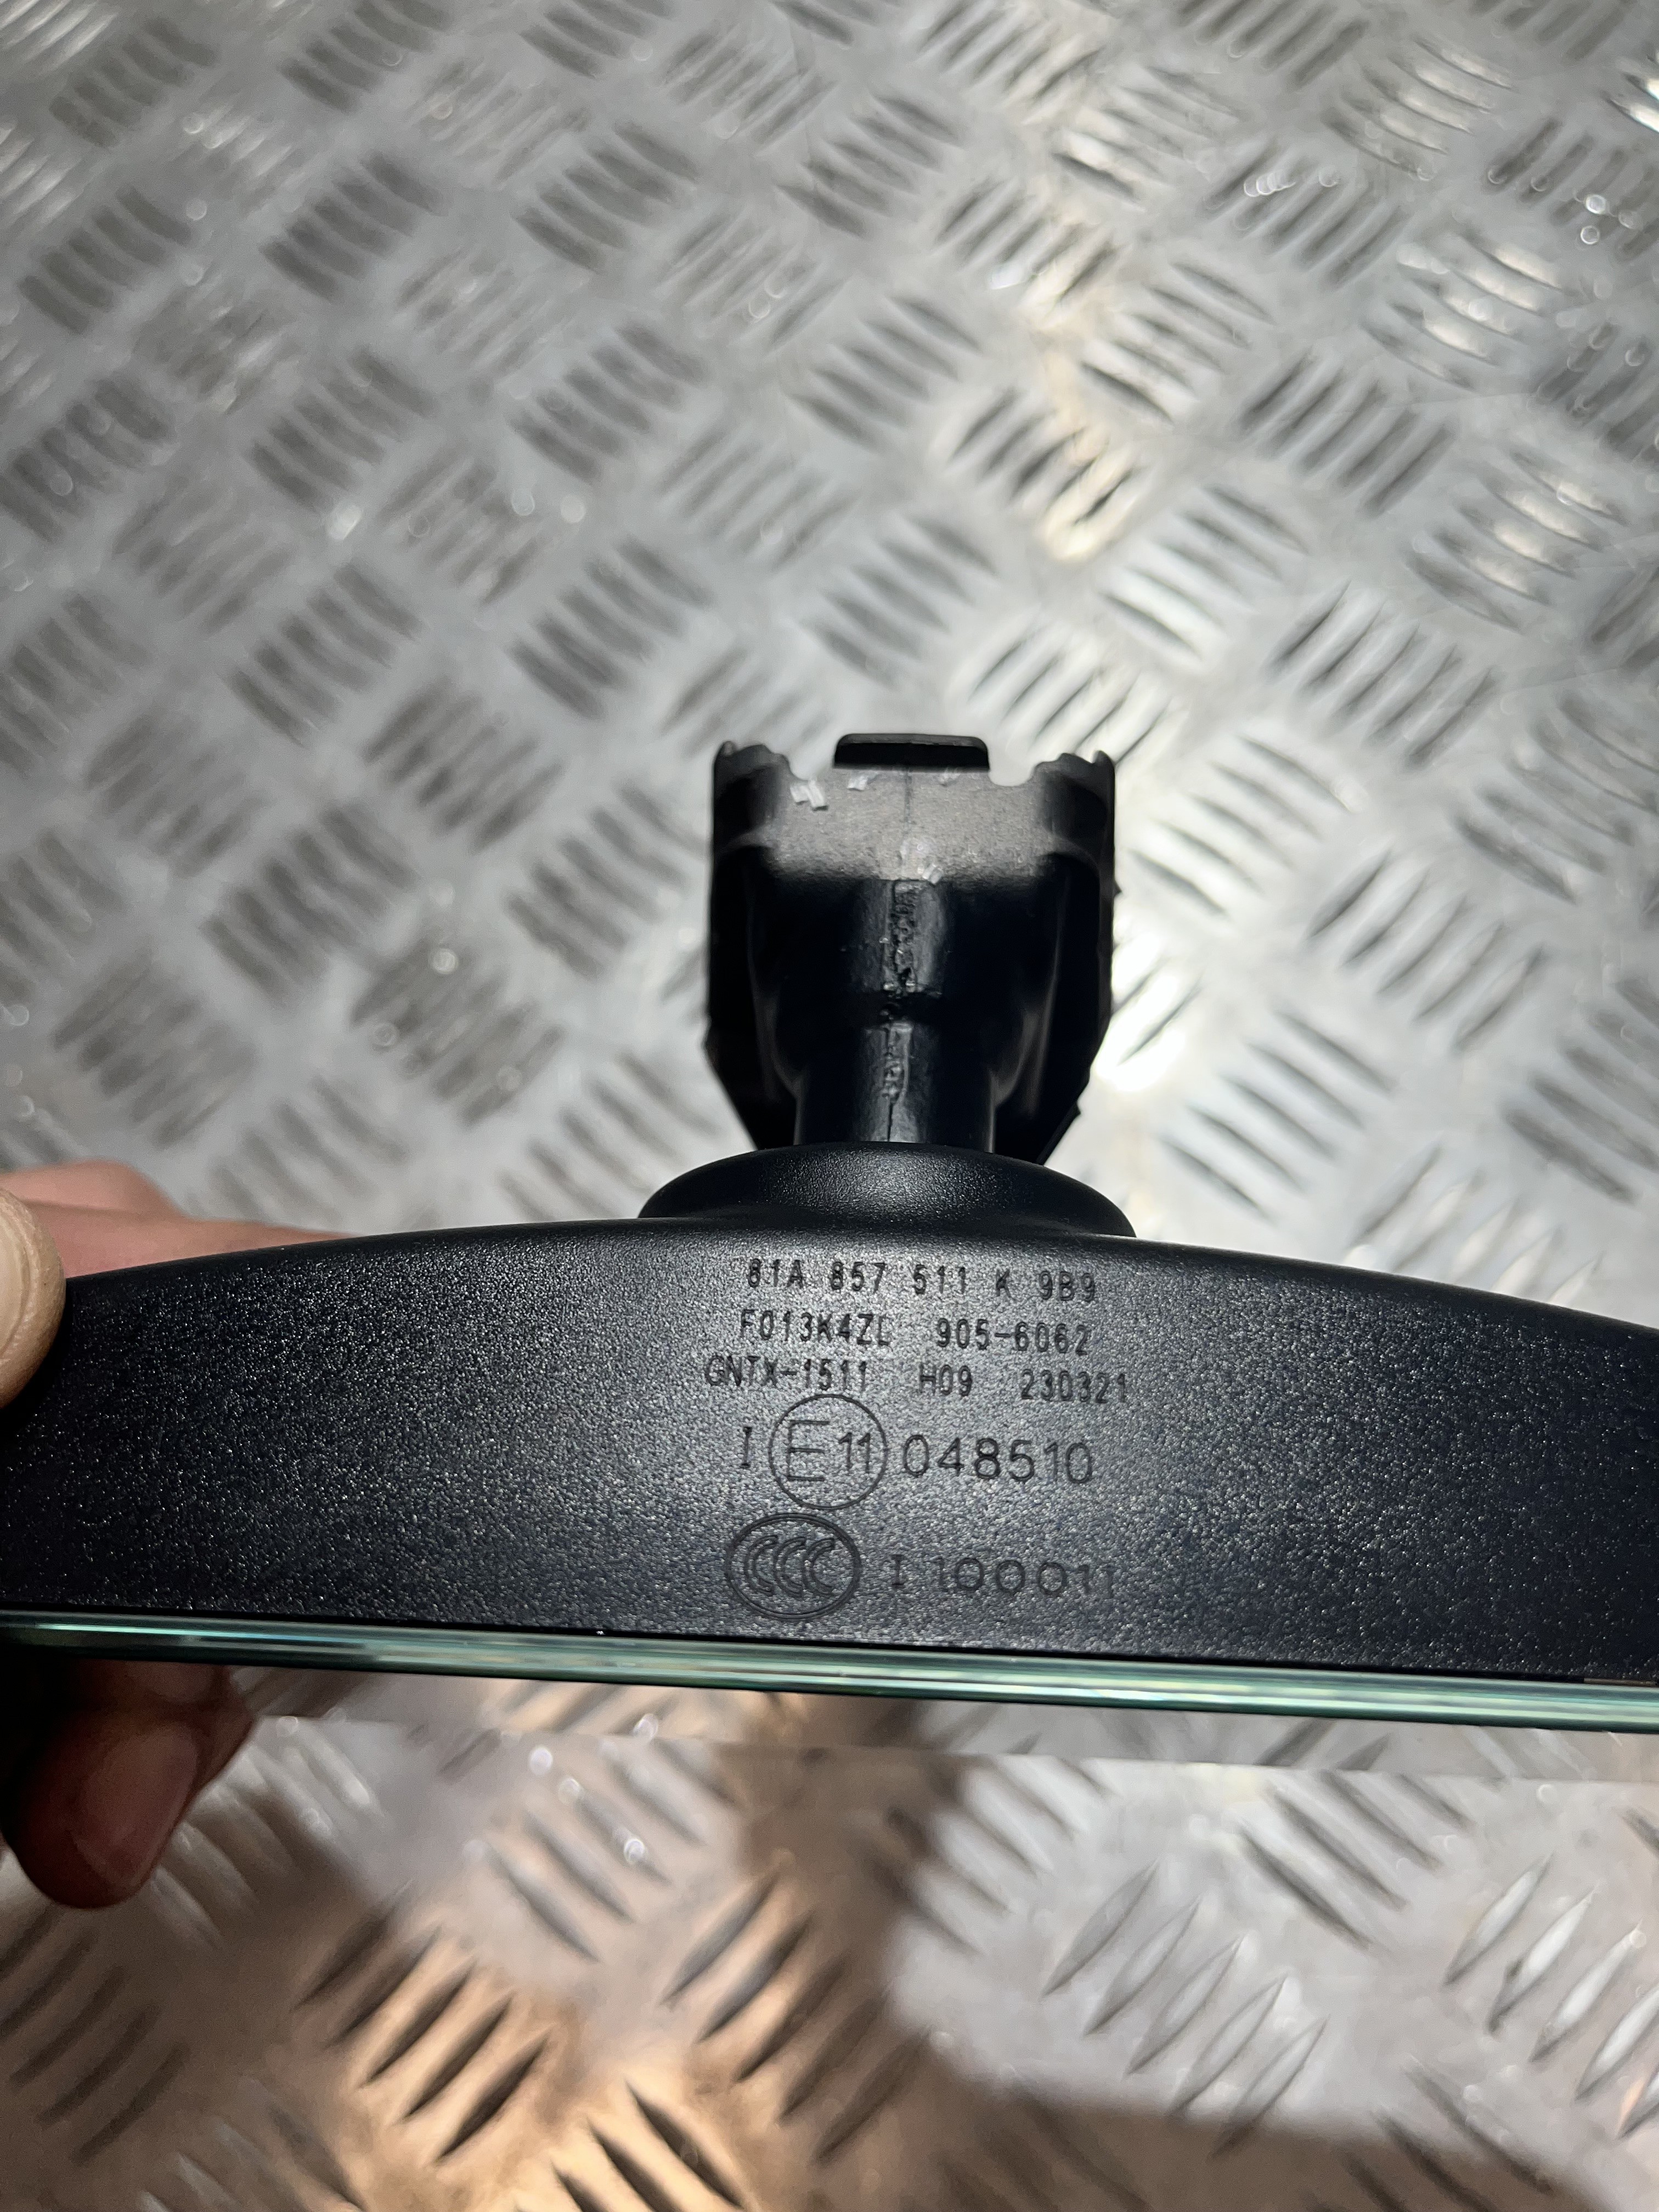 81A 857 511 K 9B9
F013K4ZL 905-6062
GNTX-1511 H09 230321
I E11 048510
CCC I 100011